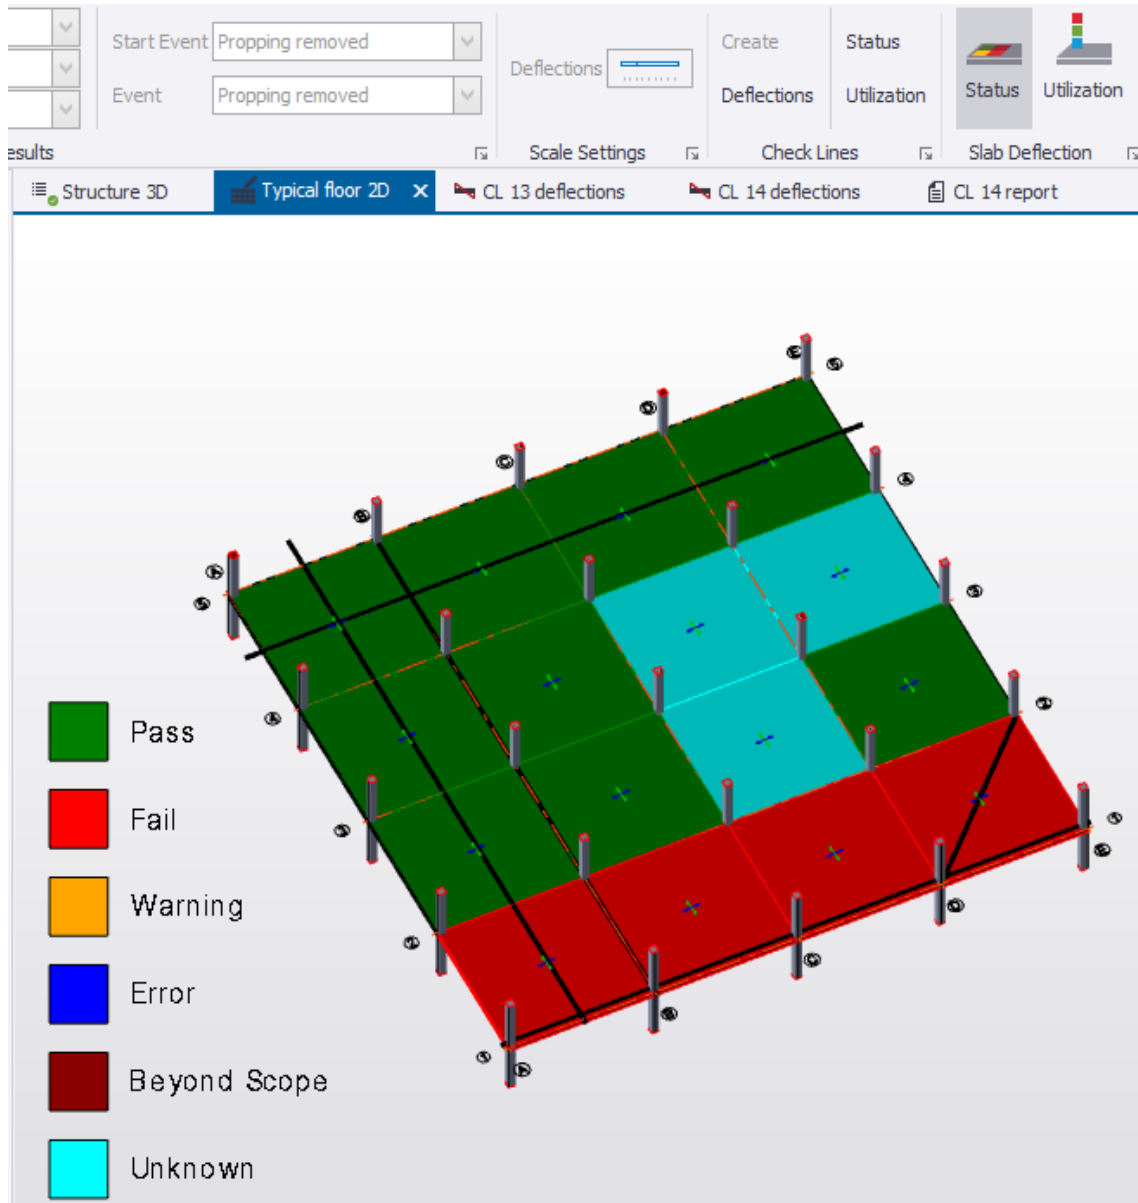 Start Event Propping removed
Event Propping removed
Deflections
Create
Deflections
Status
Utilization
Status
Utilization
esults
Scale Settings
Check Lines
Slab Deflection
Structure 3D
Typical floor 2D
CL 13 deflections
CL 14 deflections
CL 14 report
Pass
Fail
Warning
Error
Beyond Scope
Unknown